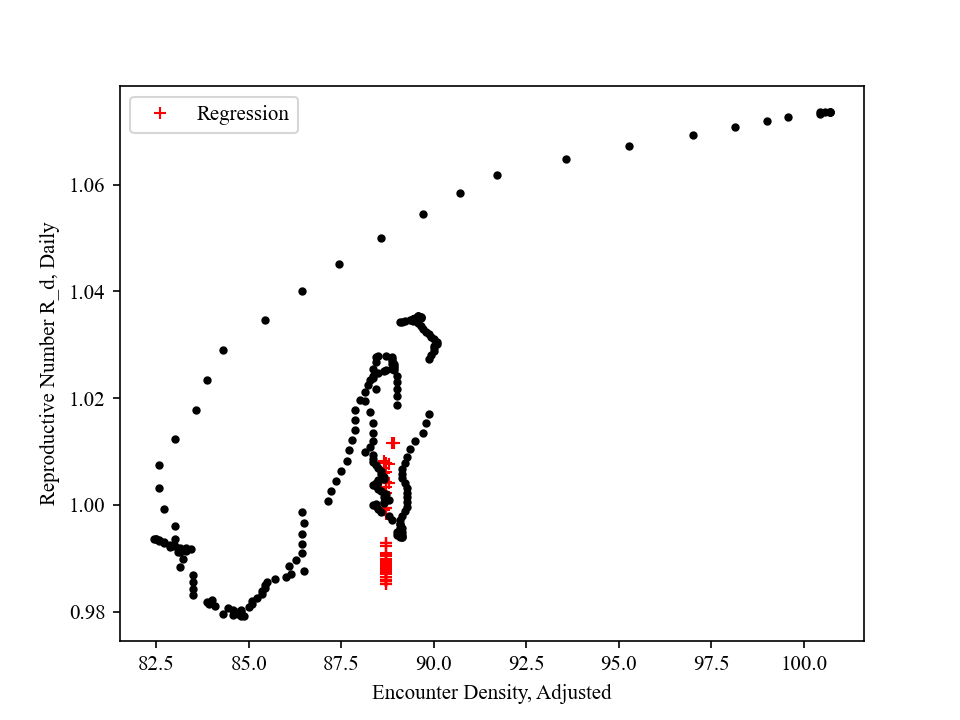 Regression
Reproductive Number R_d, Daily
1.06
1.04
1.02
1.00
0.98
82.5 85.0 87.5 90.0 92.5 95.0 97.5 100.0
Encounter Density, Adjusted